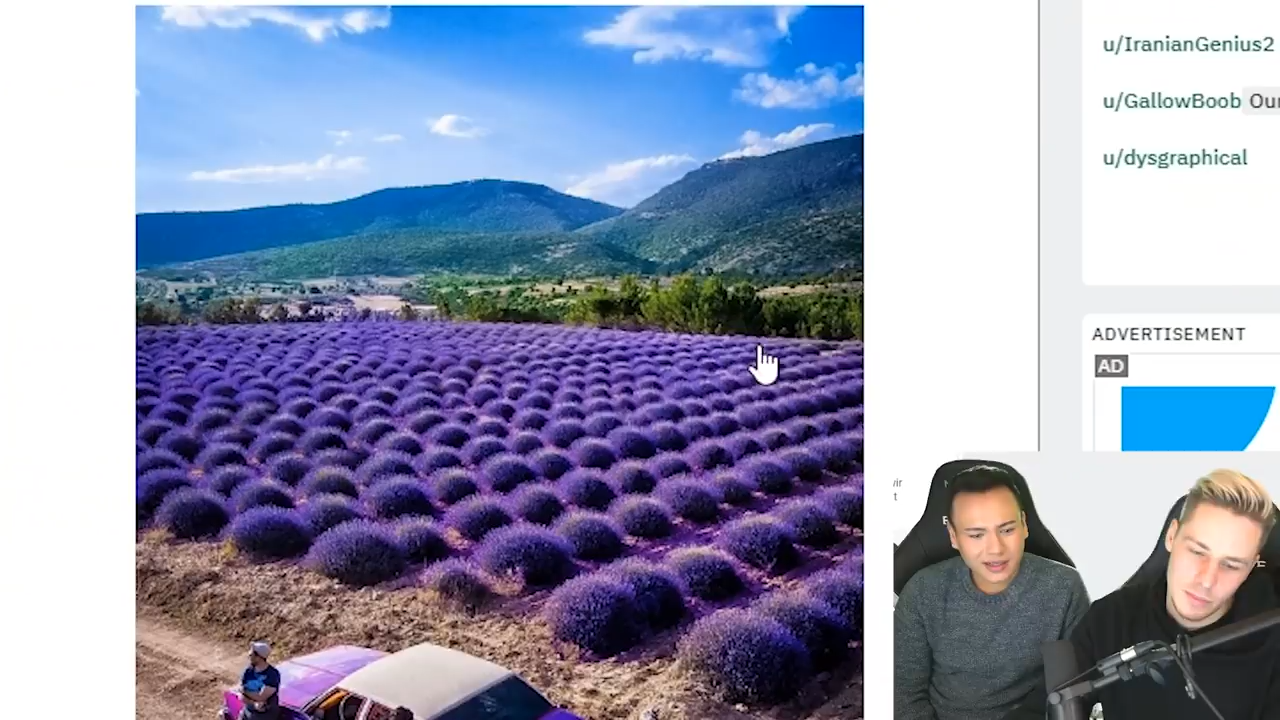 u/IranianGenius2
u/GallowBoob Our
u/dysgraphical
ADVERTISEMENT
AD